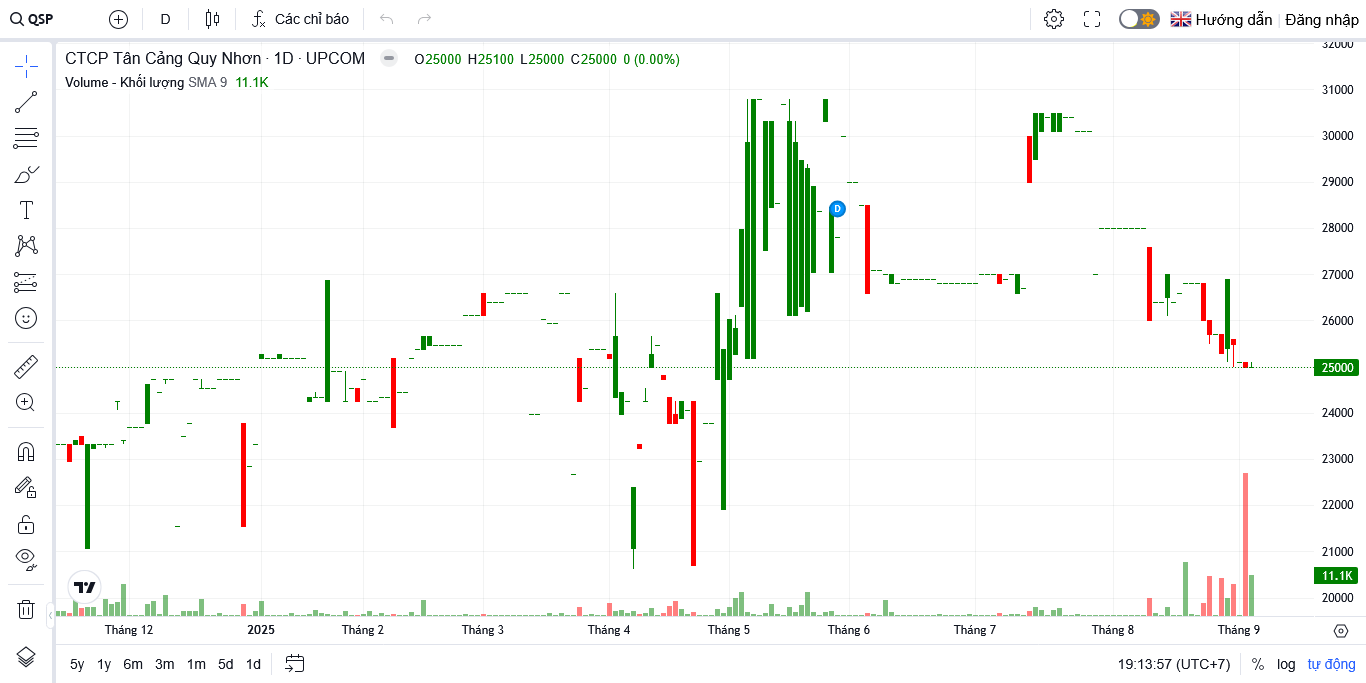 QSP D Các chỉ báo Hướng dẫn Đăng nhập
CTCP Tân Cảng Quy Nhơn · 1D · UPCOM O25000 H25100 L25000 C25000 0 (0.00%)
Volume - Khối lượng SMA 9 11.1K
32000
31000
30000
29000
28000
D
27000
26000
25000
24000
23000
22000
21000
11.1K
20000
Tháng 12 2025 Tháng 2 Tháng 3 Tháng 4 Tháng 5 Tháng 6 Tháng 7 Tháng 8 Tháng 9
5y 1y 6m 3m 1m 5d 1d 19:13:57 (UTC+7) % log tự động